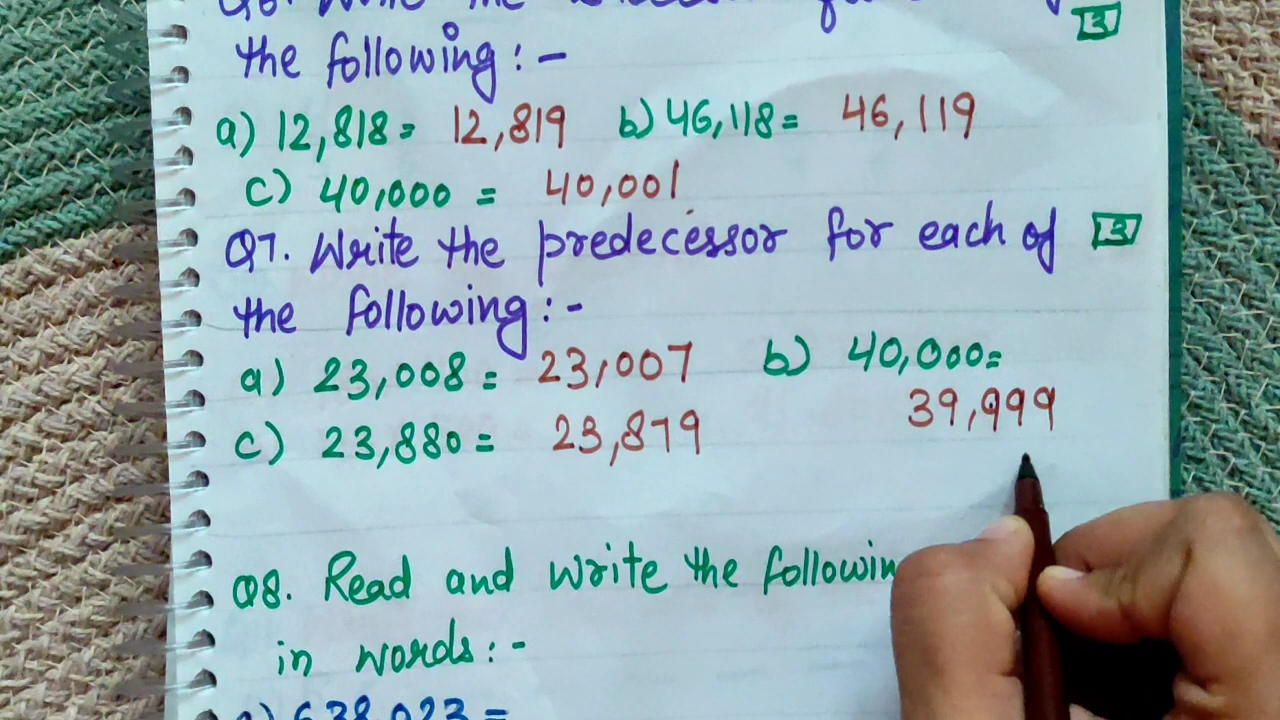 the following :-
3
a) 12,818 = 12,819 b) 46,118 = 46,119
c) 40,000 = 40,001
Q7. Write the predecessor for each of 3
the following :-
a) 23,008 = 23,007 b) 40,000=
39,999
c) 23,880 = 23,879
Q8. Read and write the followin
in words :-